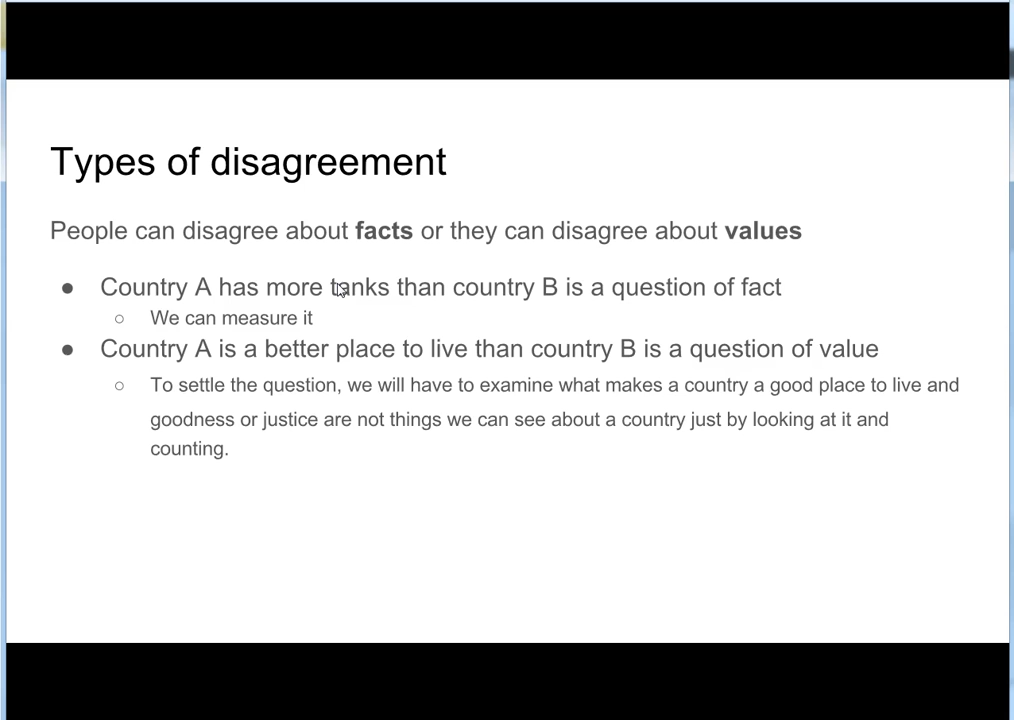 Types of disagreement
People can disagree about facts or they can disagree about values
● Country A has more tanks than country B is a question of fact
○ We can measure it
● Country A is a better place to live than country B is a question of value
○ To settle the question, we will have to examine what makes a country a good place to live and
goodness or justice are not things we can see about a country just by looking at it and
counting.